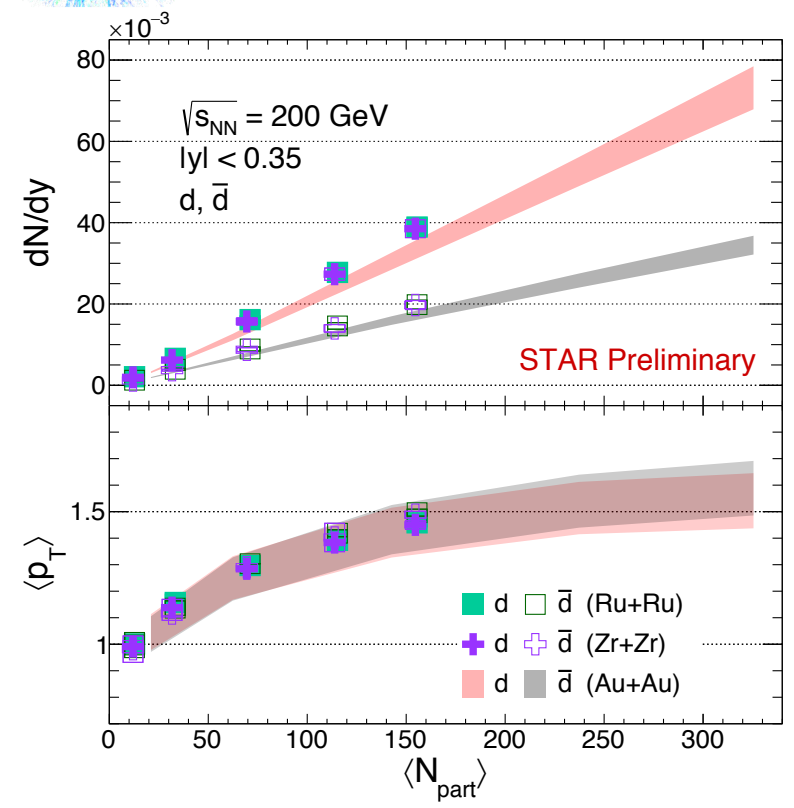 ×10⁻³
80
60
40
20
0
dN/dy
√s_NN = 200 GeV
|y| < 0.35
d, d̅
STAR Preliminary
1.5
1
⟨p_T⟩
d d̅ (Ru+Ru)
d d̅ (Zr+Zr)
d d̅ (Au+Au)
0 50 100 150 200 250 300
⟨N_part⟩